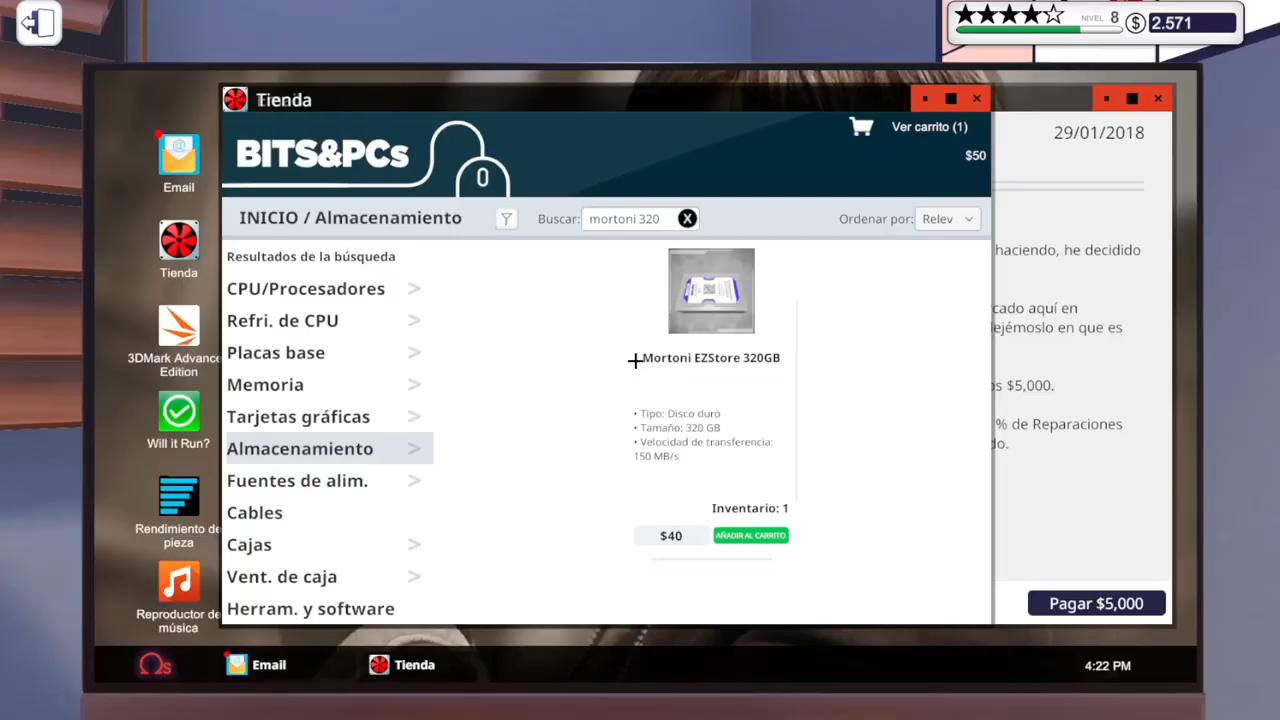 NIVEL 8
$ 2.571
Tienda
29/01/2018
BITS&PCs
Ver carrito (1)
$50
INICIO / Almacenamiento
Buscar: mortoni 320 X
Ordenar por: Relev
Email
Tienda
3DMark Advance
Edition
Will it Run?
Rendimiento de
pieza
Reproductor de
música
Resultados de la búsqueda
CPU/Procesadores >
Refri. de CPU >
Placas base >
Memoria >
Tarjetas gráficas >
Almacenamiento >
Fuentes de alim. >
Cables
Cajas >
Vent. de caja >
Herram. y software
Mortoni EZStore 320GB
• Tipo: Disco duro
• Tamaño: 320 GB
• Velocidad de transferencia:
150 MB/s
Inventario: 1
$40
AÑADIR AL CARRITO
haciendo, he decidido
cado aquí en
dejémoslo en que es
s $5,000.
% de Reparaciones
do.
Pagar $5,000
Ωs
Email
Tienda
4:22 PM